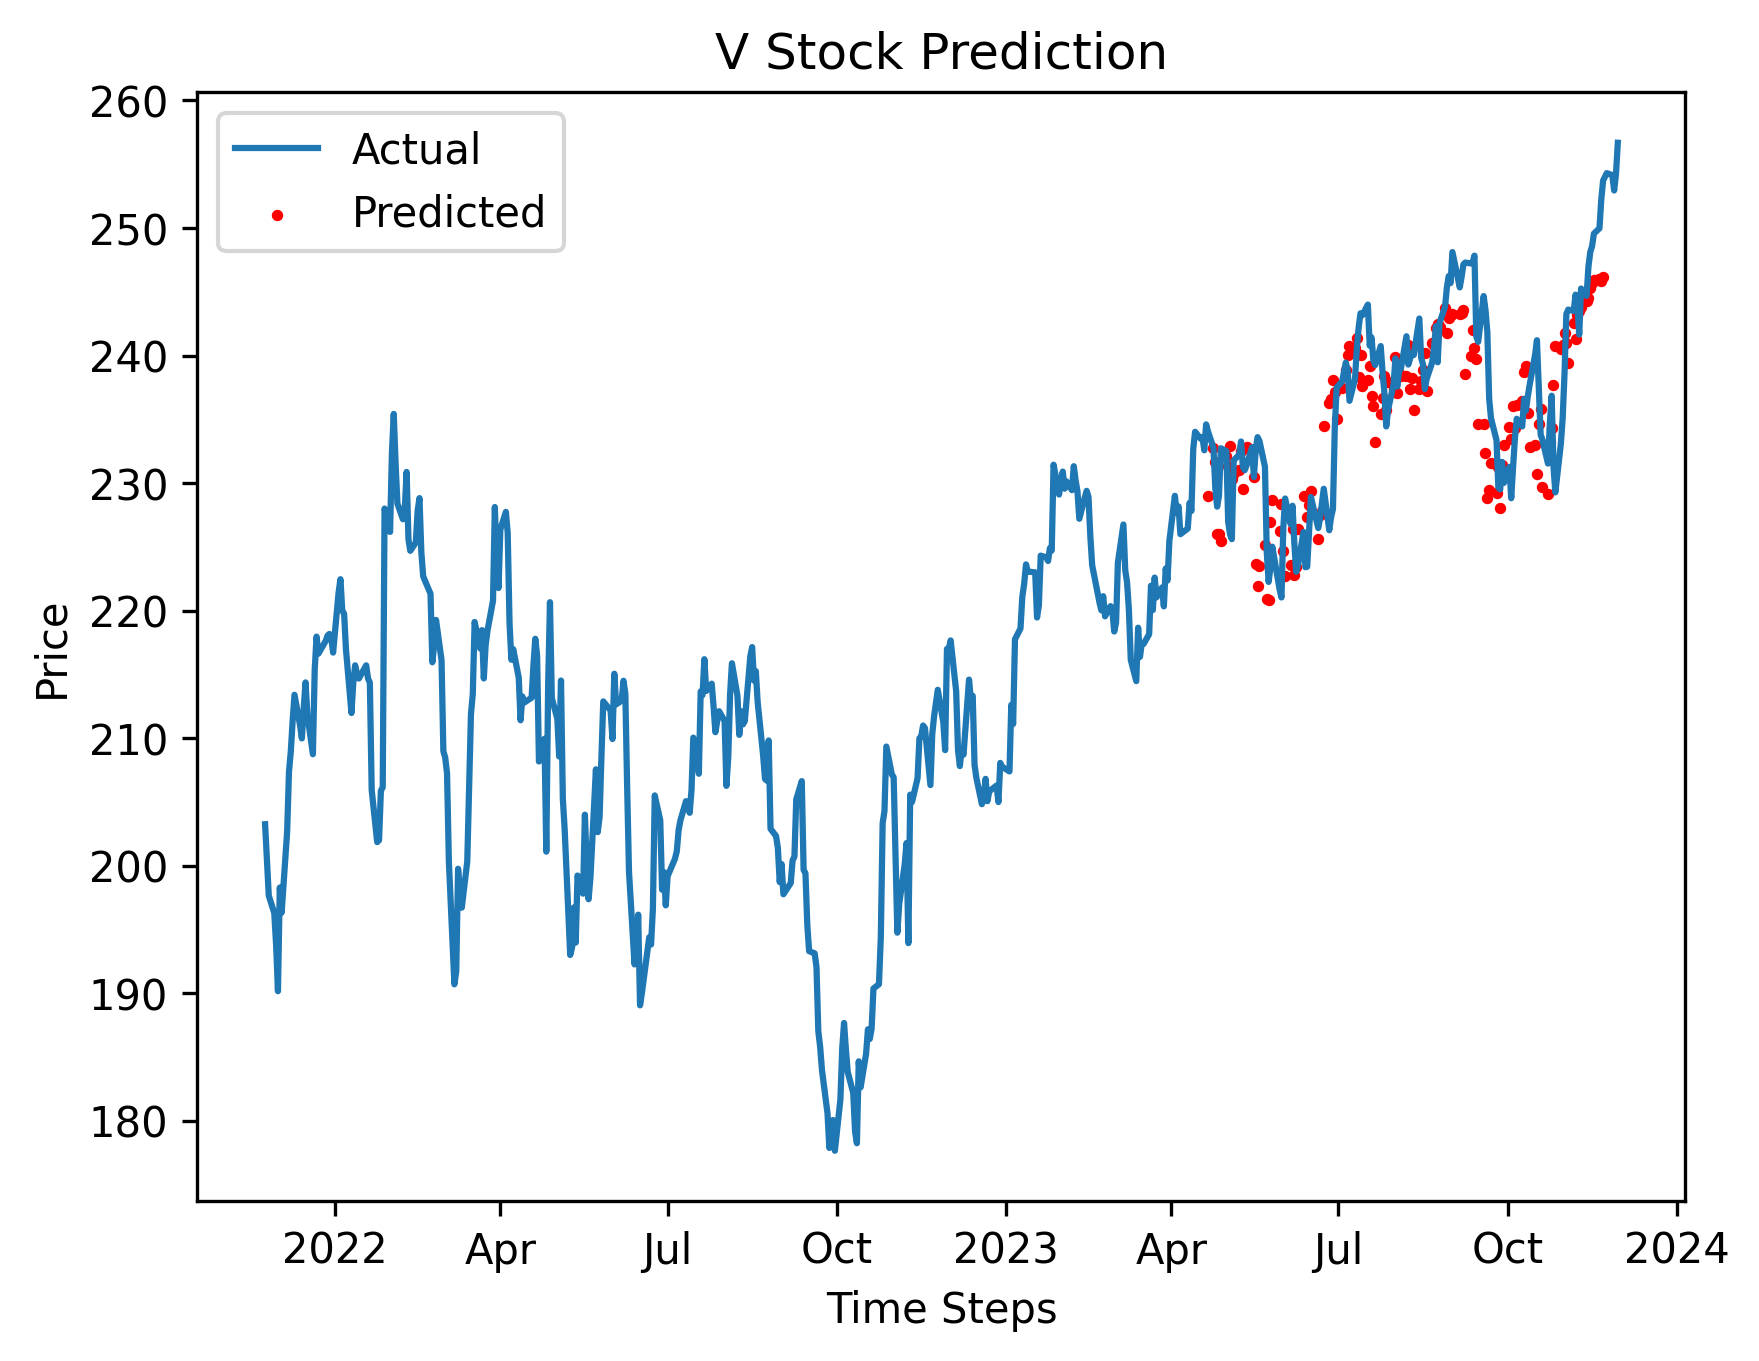 V Stock Prediction
Actual
Predicted
260
250
240
230
220
210
200
190
180
Price
2022 Apr Jul Oct 2023 Apr Jul Oct 2024
Time Steps